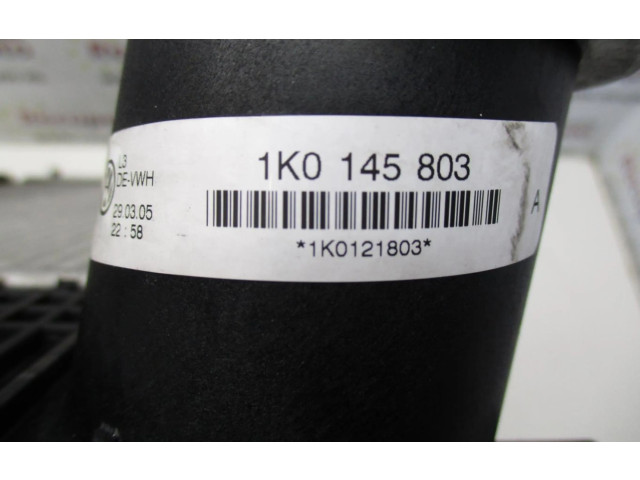 L3
DE-VWH
29.03.05
22 : 58
1K0 145 803
A
*1K0121803*